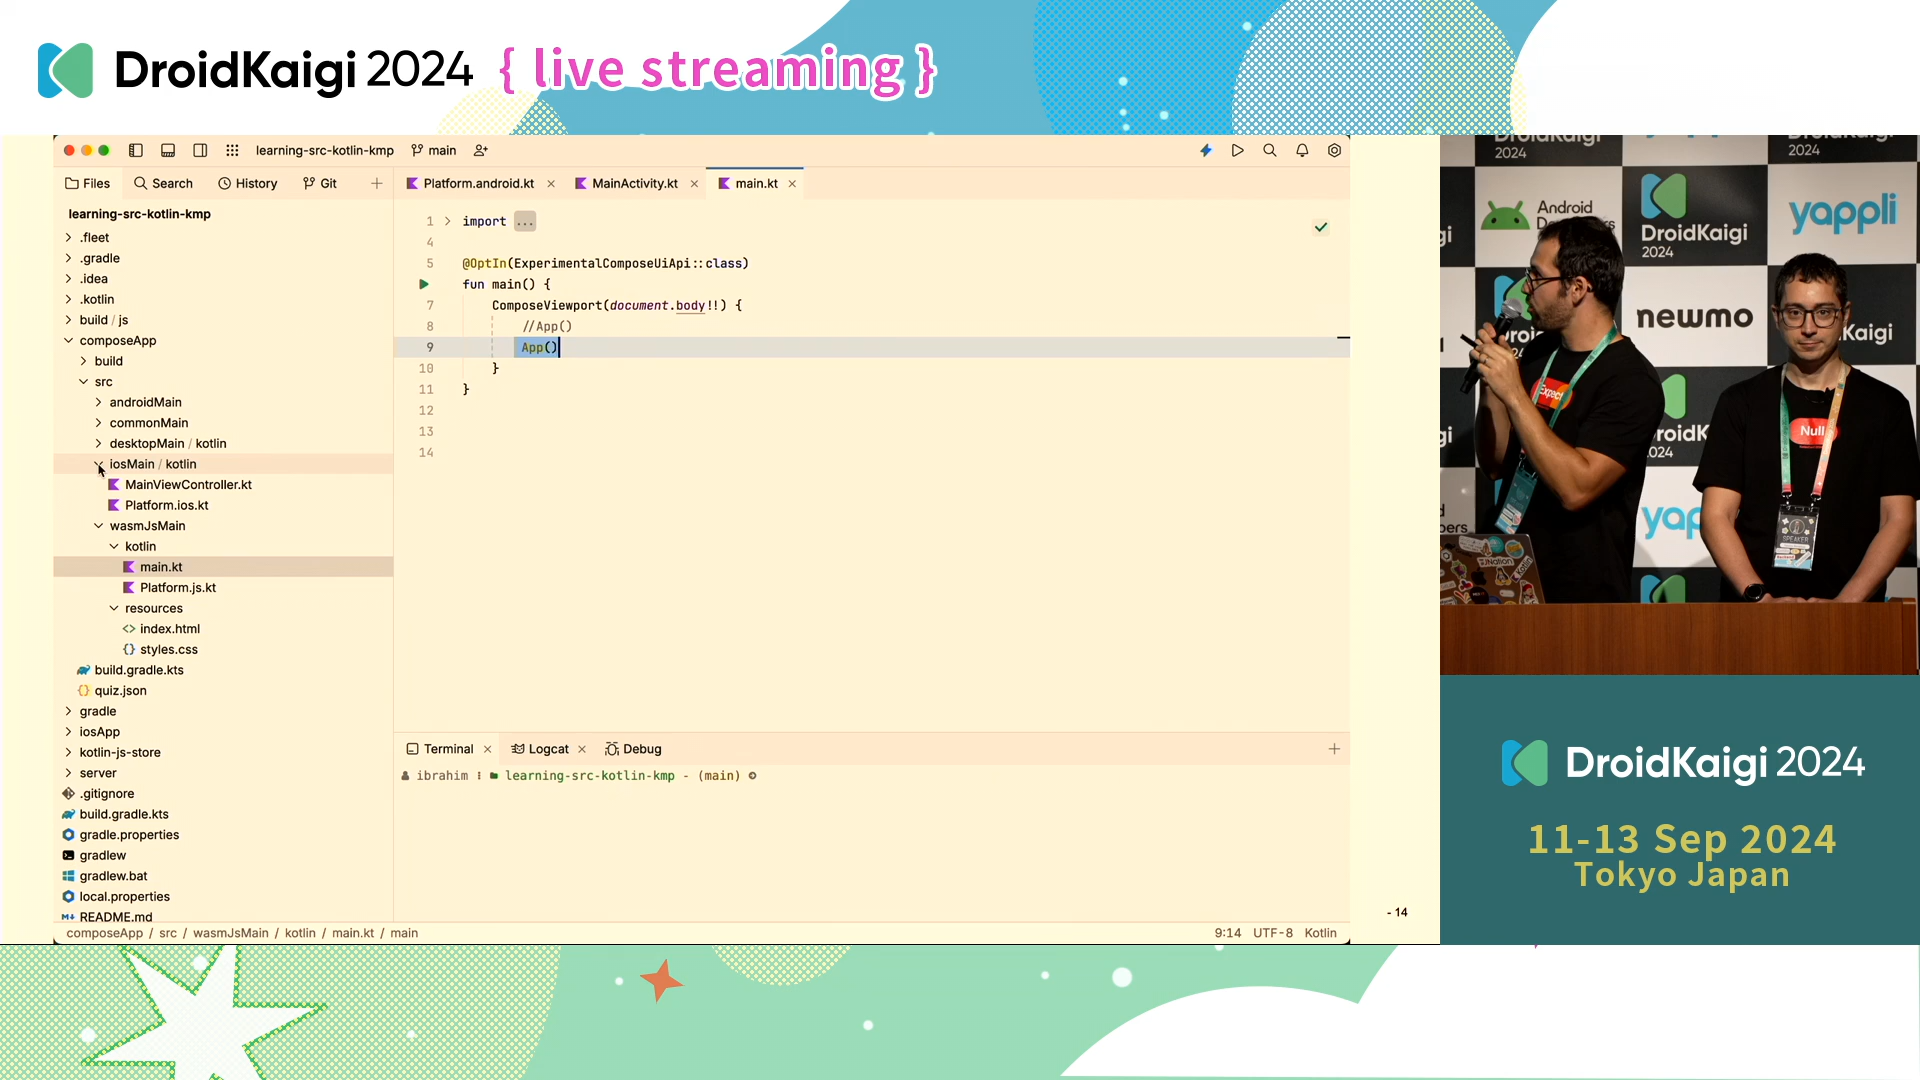 DroidKaigi 2024 { live streaming }
learning-src-kotlin-kmp
main
Files
Search
History
Git
Platform.android.kt
MainActivity.kt
main.kt
learning-src-kotlin-kmp
.fleet
.gradle
.idea
.kotlin
build / js
composeApp
build
src
androidMain
commonMain
desktopMain / kotlin
iosMain / kotlin
MainViewController.kt
Platform.ios.kt
wasmJsMain
kotlin
main.kt
Platform.js.kt
resources
index.html
styles.css
build.gradle.kts
quiz.json
gradle
iosApp
kotlin-js-store
server
.gitignore
build.gradle.kts
gradle.properties
gradlew
gradlew.bat
local.properties
README.md
1 import ...
4
5 @OptIn(ExperimentalComposeUiApi::class)
fun main() {
7 ComposeViewport(document.body!!) {
8 //App()
9 App()
10 }
11 }
12
13
14
Terminal
Logcat
Debug
ibrahim learning-src-kotlin-kmp - (main)
- 14
composeApp / src / wasmJsMain / kotlin / main.kt / main
9:14 UTF-8 Kotlin
2024
2024
Android
DroidKaigi
2024
yappli
newmo
Kaigi
Expect
Null
SPEAKER
DroidKaigi 2024
11-13 Sep 2024
Tokyo Japan